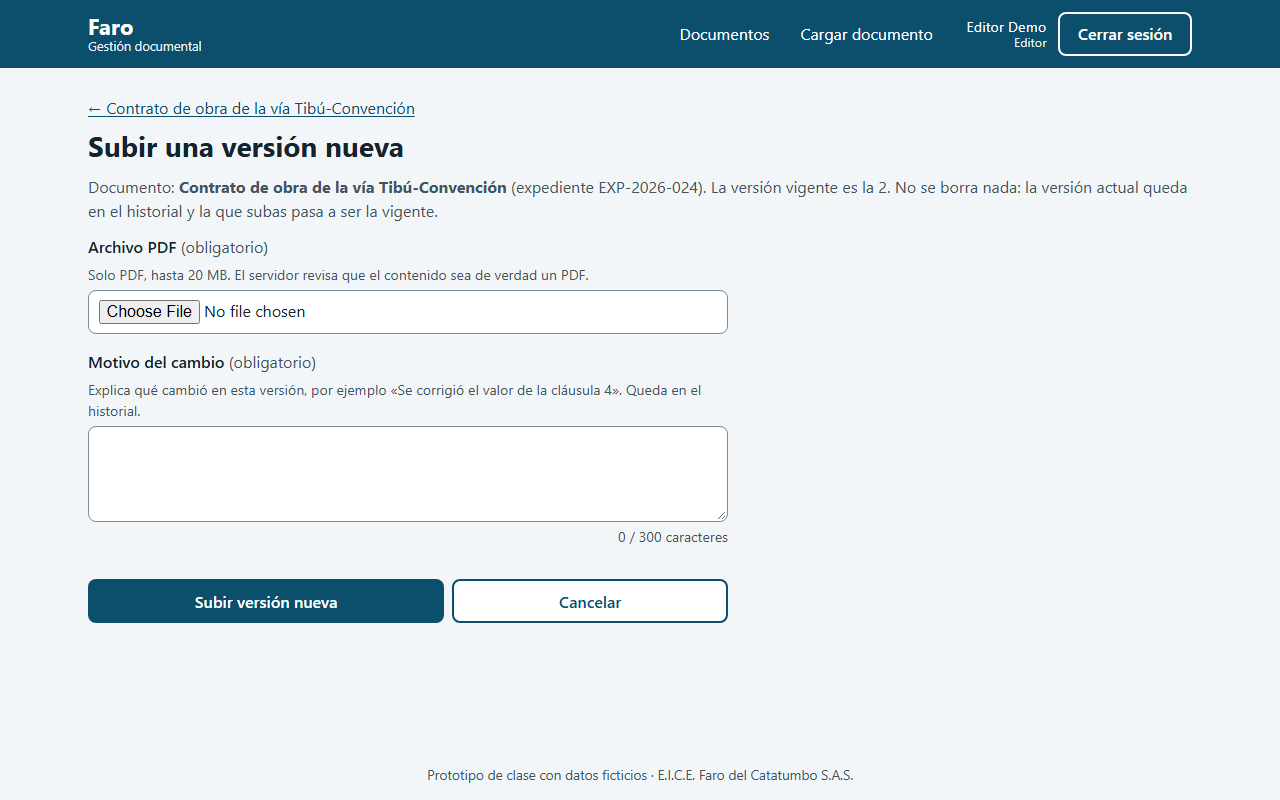 Faro
Gestión documental
Documentos
Cargar documento
Editor Demo
Editor
Cerrar sesión
← Contrato de obra de la vía Tibú-Convención
Subir una versión nueva
Documento: Contrato de obra de la vía Tibú-Convención (expediente EXP-2026-024). La versión vigente es la 2. No se borra nada: la versión actual queda
en el historial y la que subas pasa a ser la vigente.
Archivo PDF (obligatorio)
Solo PDF, hasta 20 MB. El servidor revisa que el contenido sea de verdad un PDF.
Choose File No file chosen
Motivo del cambio (obligatorio)
Explica qué cambió en esta versión, por ejemplo «Se corrigió el valor de la cláusula 4». Queda en el
historial.
0 / 300 caracteres
Subir versión nueva
Cancelar
Prototipo de clase con datos ficticios · E.I.C.E. Faro del Catatumbo S.A.S.